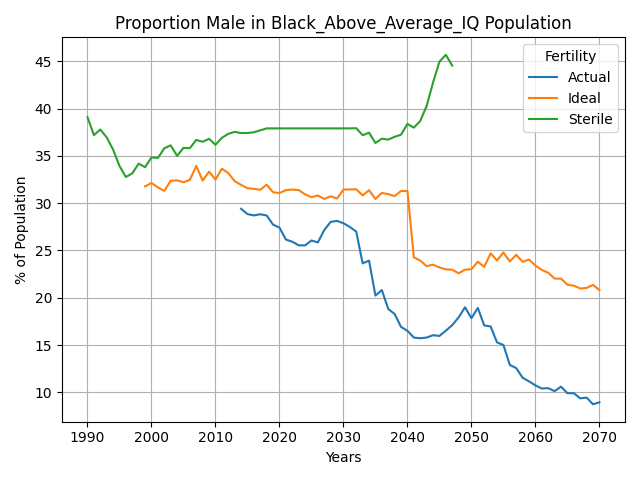 Proportion Male in Black_Above_Average_IQ Population
Fertility
Actual
Ideal
Sterile
% of Population
45
40
35
30
25
20
15
10
1990 2000 2010 2020 2030 2040 2050 2060 2070
Years